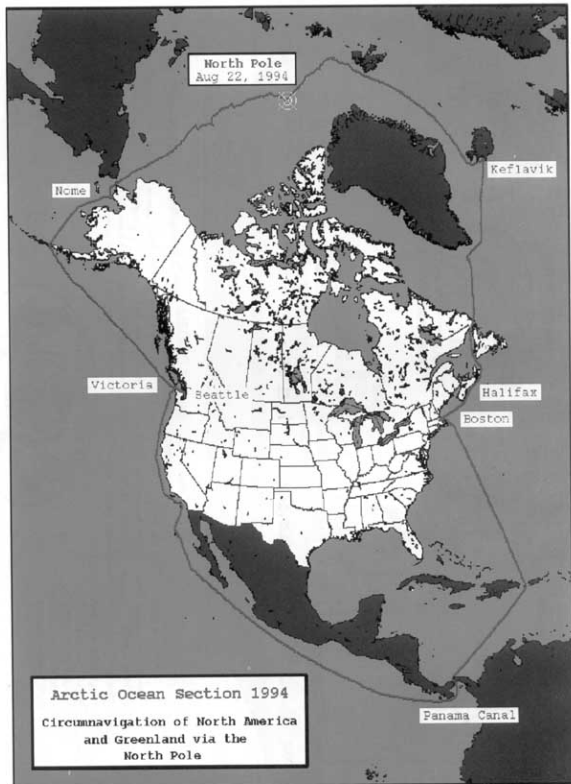 North Pole
Aug 22, 1994
Keflavik
Nome
Victoria
Seattle
Halifax
Boston
Panama Canal
Arctic Ocean Section 1994
Circumnavigation of North America
and Greenland via the
North Pole